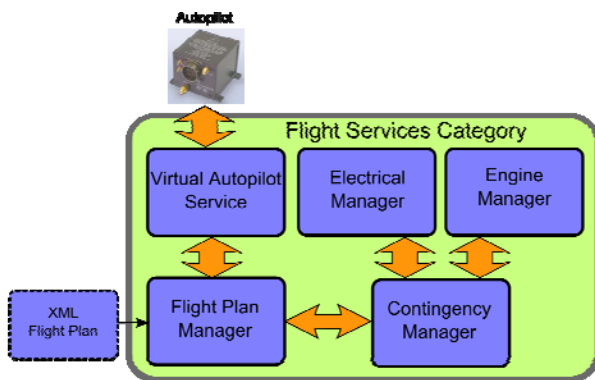 Autopilot
Flight Services Category
Virtual Autopilot
Service
Electrical
Manager
Engine
Manager
XML
Flight Plan
Flight Plan
Manager
Contingency
Manager